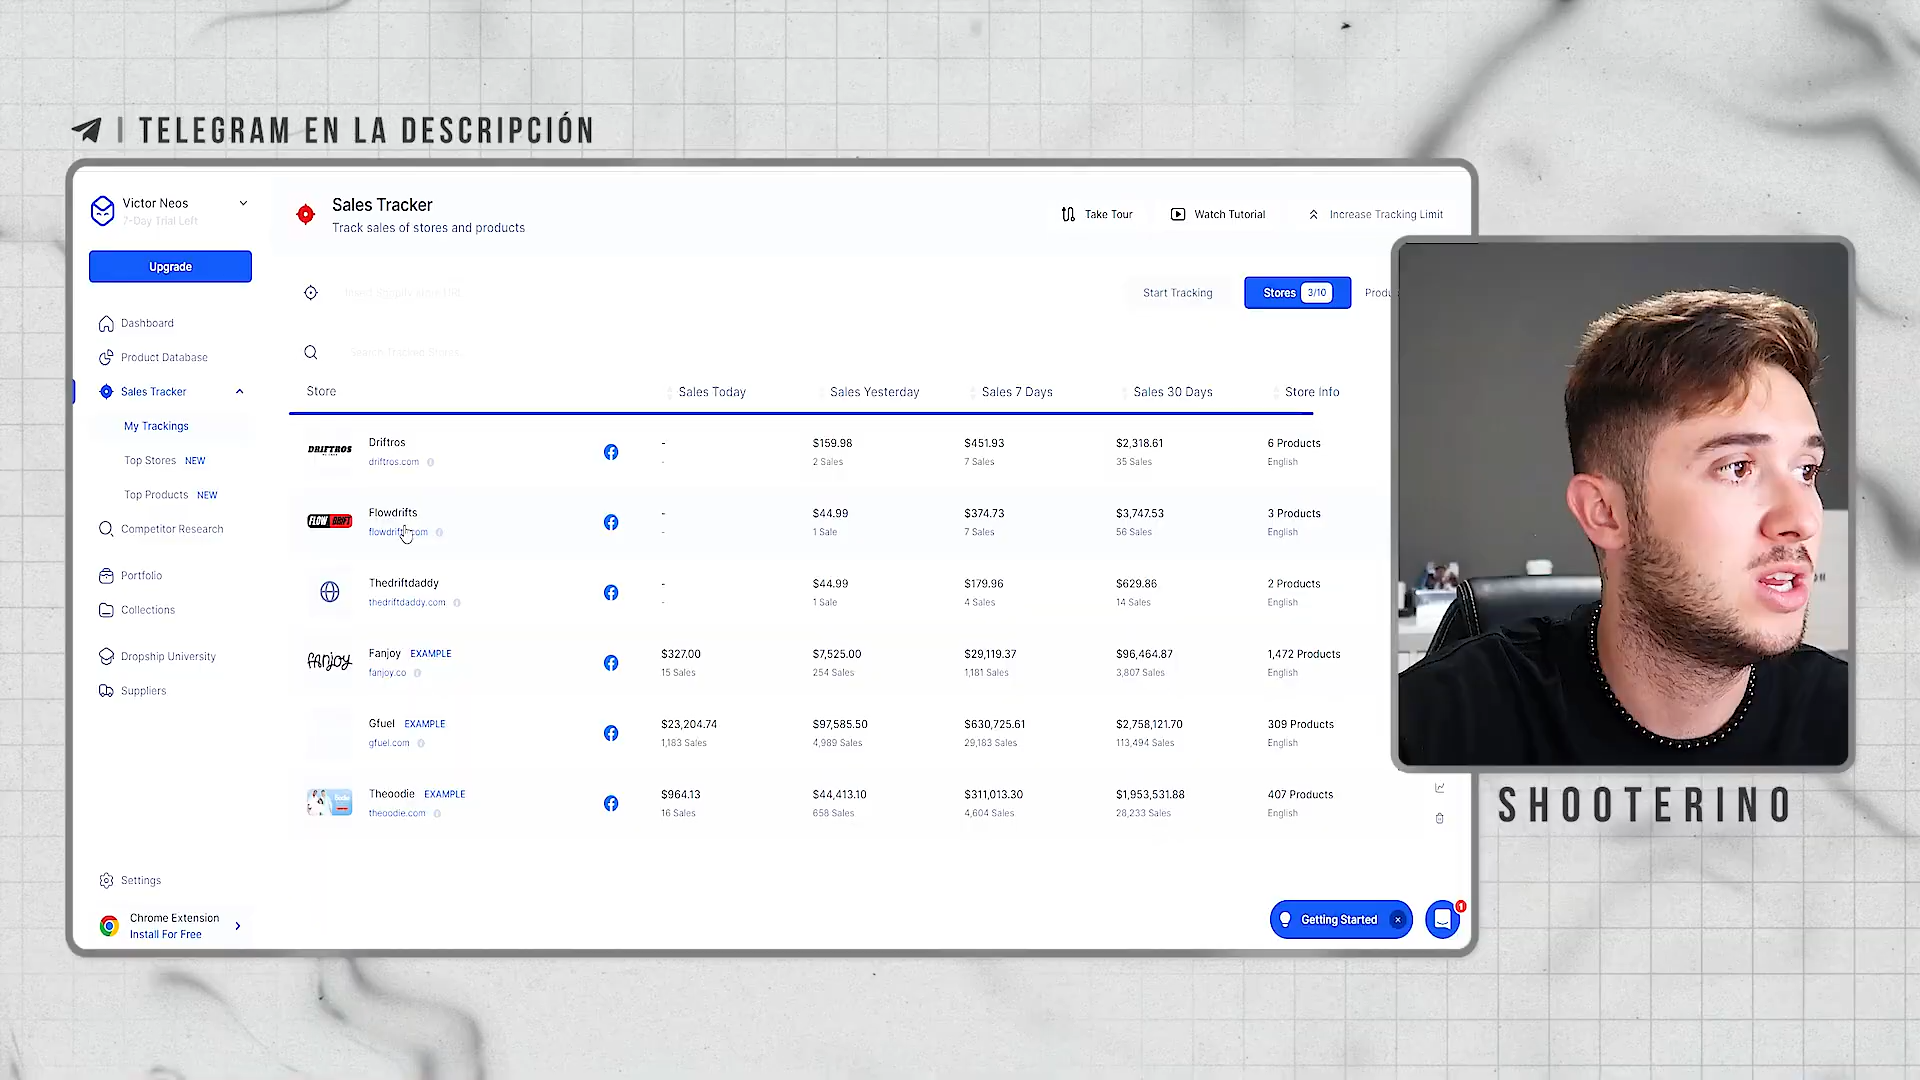 | TELEGRAM EN LA DESCRIPCIÓN
Victor Neos
7-Day Trial Left
Upgrade
Dashboard
Product Database
Sales Tracker
My Trackings
Top Stores NEW
Top Products NEW
Competitor Research
Portfolio
Collections
Dropship University
Suppliers
Settings
Chrome Extension
Install For Free
Sales Tracker
Track sales of stores and products
Take Tour
Watch Tutorial
Increase Tracking Limit
Insert Shopify store URL
Start Tracking
Stores 3/10
Produ
Search Tracked Stores...
Store Sales Today Sales Yesterday Sales 7 Days Sales 30 Days Store Info
DRIFTROS
Driftros - $159.98 $451.93 $2,318.61 6 Products
driftros.com - 2 Sales 7 Sales 35 Sales English
FLOW DRIFT
Flowdrifts - $44.99 $374.73 $3,747.53 3 Products
- 1 Sale 7 Sales 56 Sales English
Thedriftdaddy - $44.99 $179.96 $629.86 2 Products
thedriftdaddy.com - 1 Sale 4 Sales 14 Sales English
fanjoy
Fanjoy EXAMPLE $327.00 $7,525.00 $29,119.37 $96,464.87 1,472 Products
fanjoy.co 15 Sales 254 Sales 1,181 Sales 3,807 Sales English
Gfuel EXAMPLE $23,204.74 $97,585.50 $630,725.61 $2,758,121.70 309 Products
gfuel.com 1,183 Sales 4,989 Sales 29,183 Sales 113,494 Sales English
Theoodie EXAMPLE $964.13 $44,413.10 $311,013.30 $1,953,531.88 407 Products
theoodie.com 16 Sales 658 Sales 4,604 Sales 28,233 Sales English
Getting Started
1
SHOOTERINO